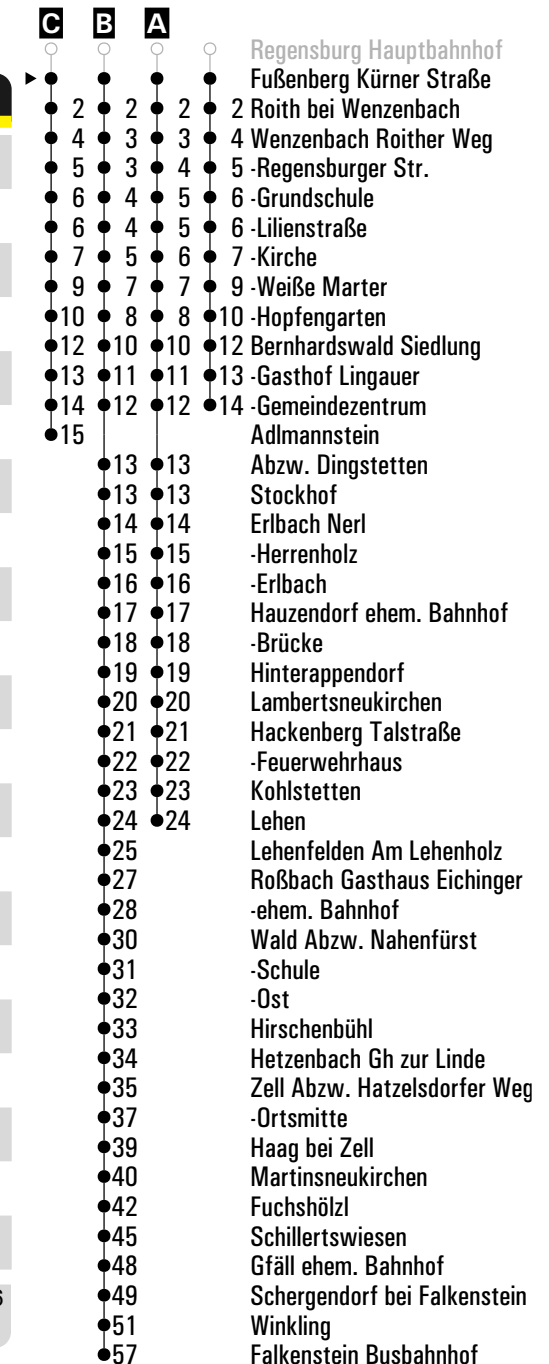 C B A
Regensburg Hauptbahnhof
Fußenberg Kürner Straße
2 2 2 2 Roith bei Wenzenbach
4 3 3 4 Wenzenbach Roither Weg
5 3 4 5 -Regensburger Str.
6 4 5 6 -Grundschule
6 4 5 6 -Lilienstraße
7 5 6 7 -Kirche
9 7 7 9 -Weiße Marter
10 8 8 10 -Hopfengarten
12 10 10 12 Bernhardswald Siedlung
13 11 11 13 -Gasthof Lingauer
14 12 12 14 -Gemeindezentrum
15 Adlmannstein
13 13 Abzw. Dingstetten
13 13 Stockhof
14 14 Erlbach Nerl
15 15 -Herrenholz
16 16 -Erlbach
17 17 Hauzendorf ehem. Bahnhof
18 18 -Brücke
19 19 Hinterappendorf
20 20 Lambertsneukirchen
21 21 Hackenberg Talstraße
22 22 -Feuerwehrhaus
23 23 Kohlstetten
24 24 Lehen
25 Lehenfelden Am Lehenholz
27 Roßbach Gasthaus Eichinger
28 -ehem. Bahnhof
30 Wald Abzw. Nahenfürst
31 -Schule
32 -Ost
33 Hirschenbühl
34 Hetzenbach Gh zur Linde
35 Zell Abzw. Hatzelsdorfer Weg
37 -Ortsmitte
39 Haag bei Zell
40 Martinsneukirchen
42 Fuchshölzl
45 Schillertswiesen
48 Gfäll ehem. Bahnhof
49 Schergendorf bei Falkenstein
51 Winkling
57 Falkenstein Busbahnhof